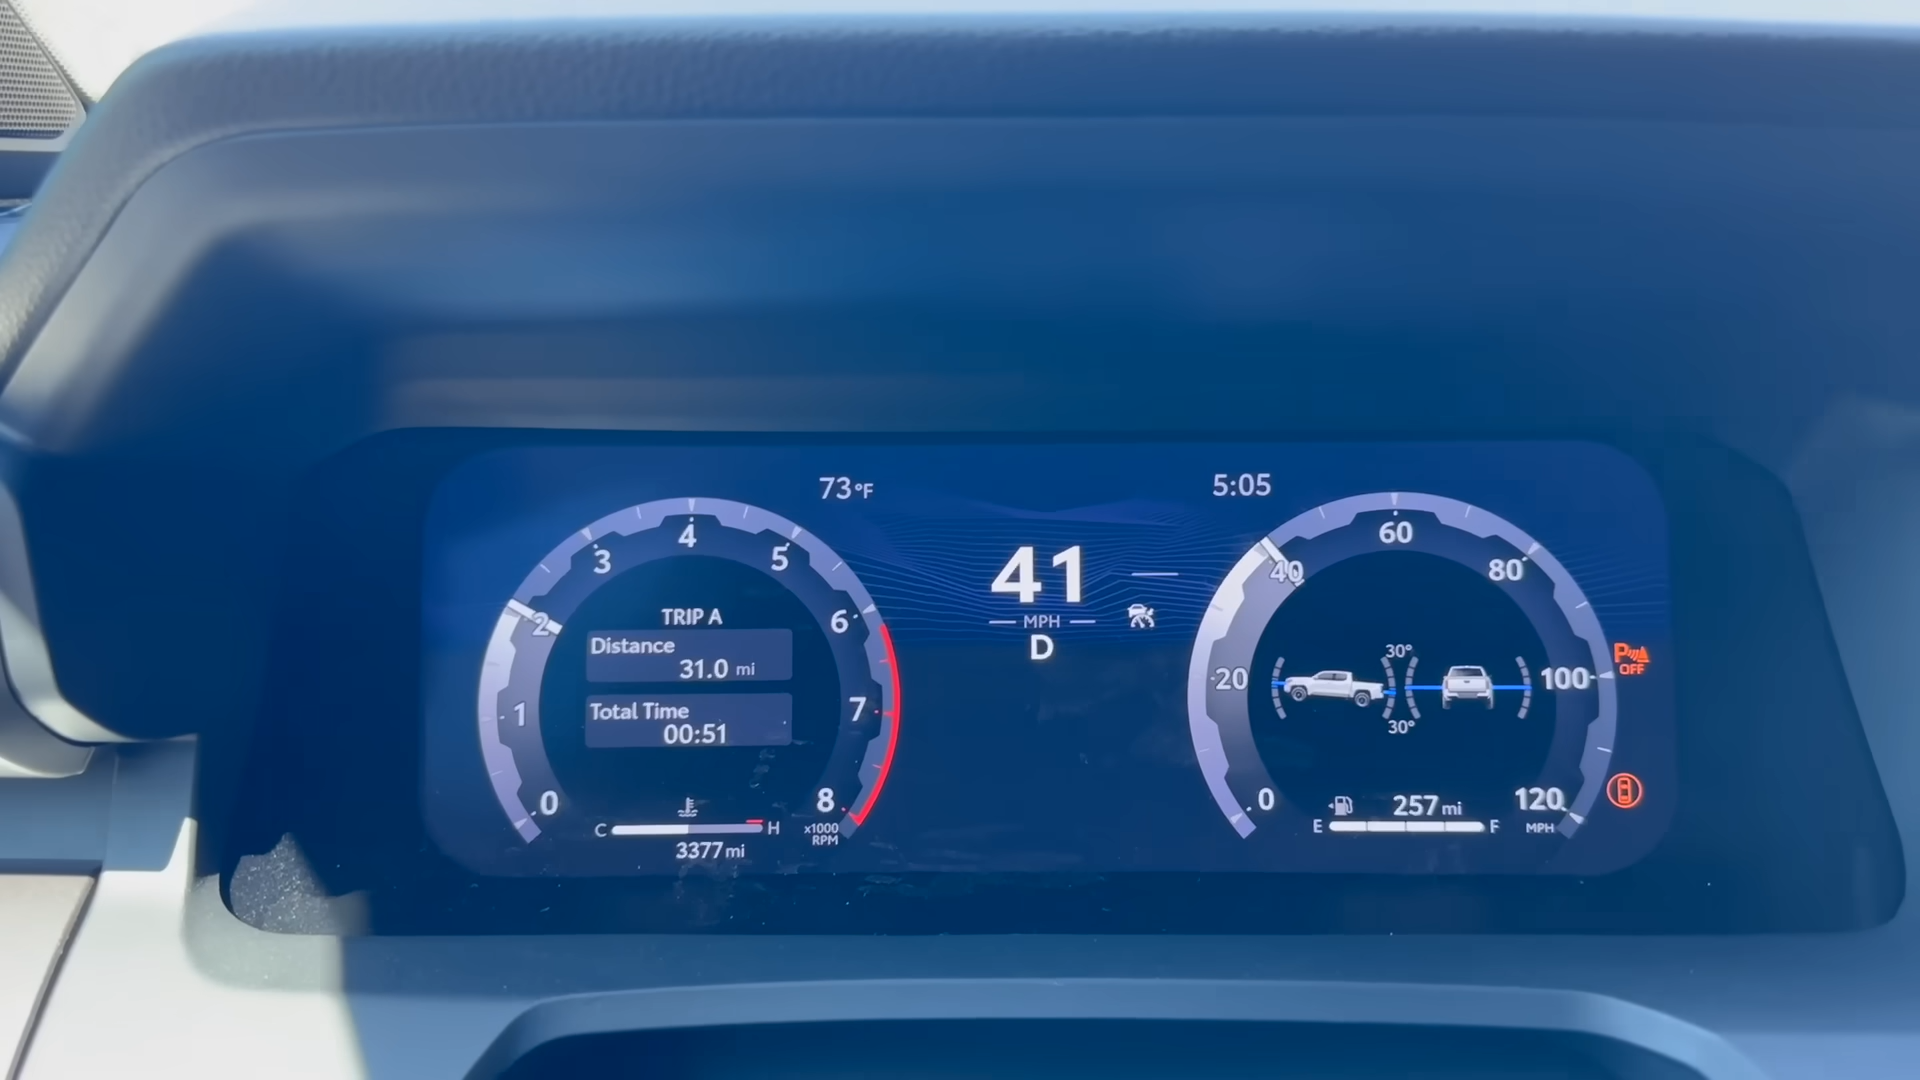 73°F
5:05
0
1
2
3
4
5
6
7
8
x1000
RPM
TRIP A
Distance
31.0 mi
Total Time
00:51
C
H
3377 mi
41
MPH
D
0
20
40
60
80
100
120
MPH
30°
30°
257 mi
E
F
P
OFF